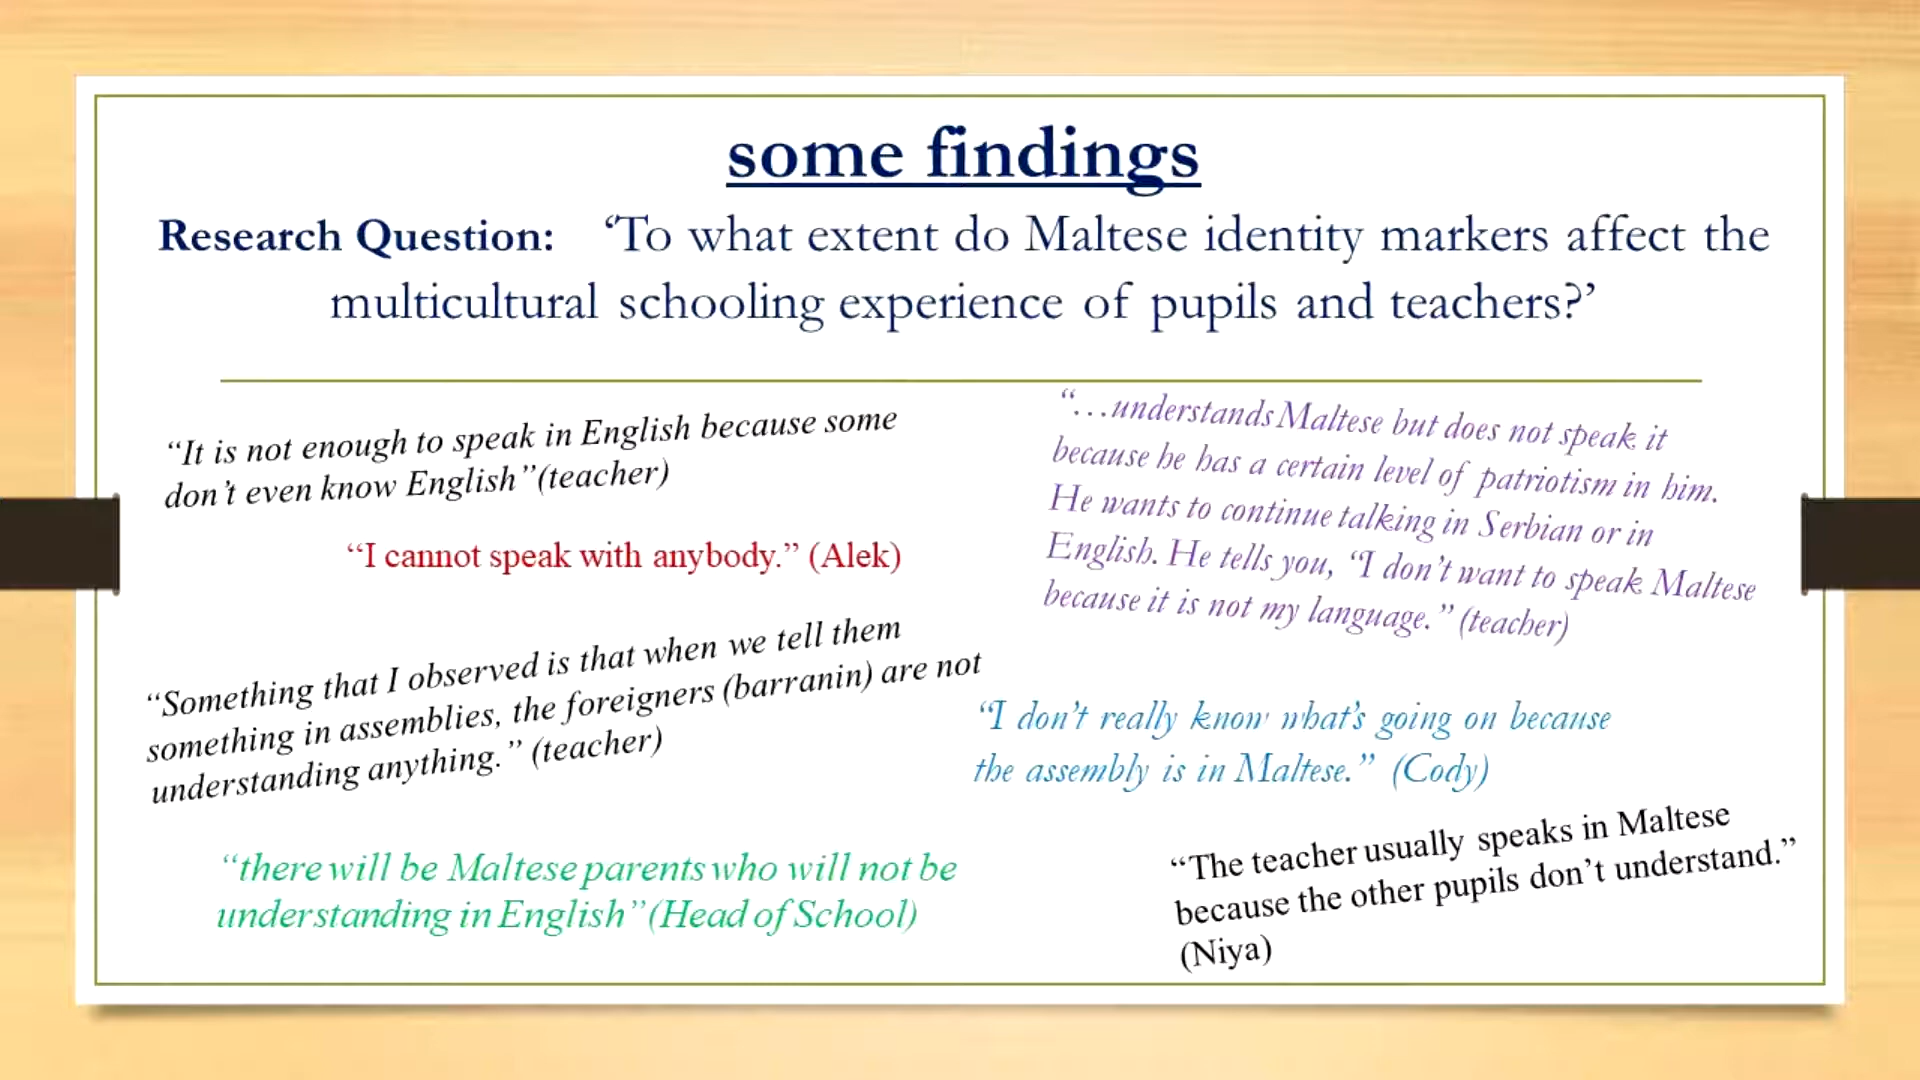 some findings
Research Question: ‘To what extent do Maltese identity markers affect the
multicultural schooling experience of pupils and teachers?’
“It is not enough to speak in English because some
don’t even know English” (teacher)
“I cannot speak with anybody.” (Alek)
“Something that I observed is that when we tell them
something in assemblies, the foreigners (barranin) are not
understanding anything.” (teacher)
“there will be Maltese parents who will not be
understanding in English” (Head of School)
“…understands Maltese but does not speak it
because he has a certain level of patriotism in him.
He wants to continue talking in Serbian or in
English. He tells you, “I don’t want to speak Maltese
because it is not my language.” (teacher)
“I don’t really know what’s going on because
the assembly is in Maltese.” (Cody)
“The teacher usually speaks in Maltese
because the other pupils don’t understand.”
(Niya)